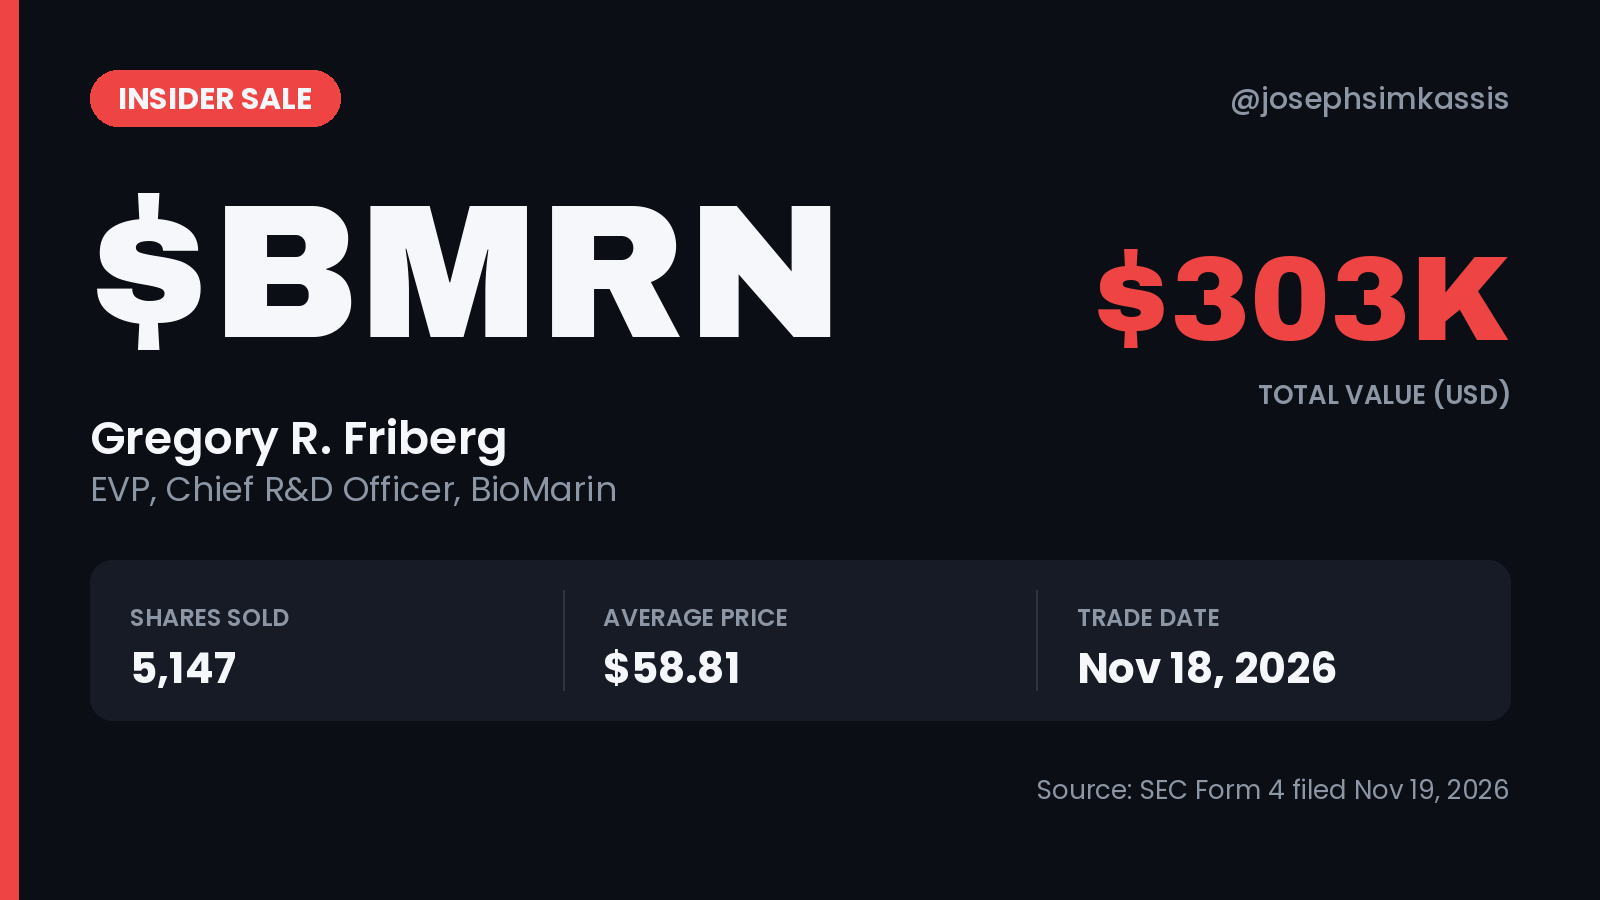 INSIDER SALE
@josephsimkassis
$BMRN
$303K
TOTAL VALUE (USD)
Gregory R. Friberg
EVP, Chief R&D Officer, BioMarin
SHARES SOLD
5,147
AVERAGE PRICE
$58.81
TRADE DATE
Nov 18, 2026
Source: SEC Form 4 filed Nov 19, 2026